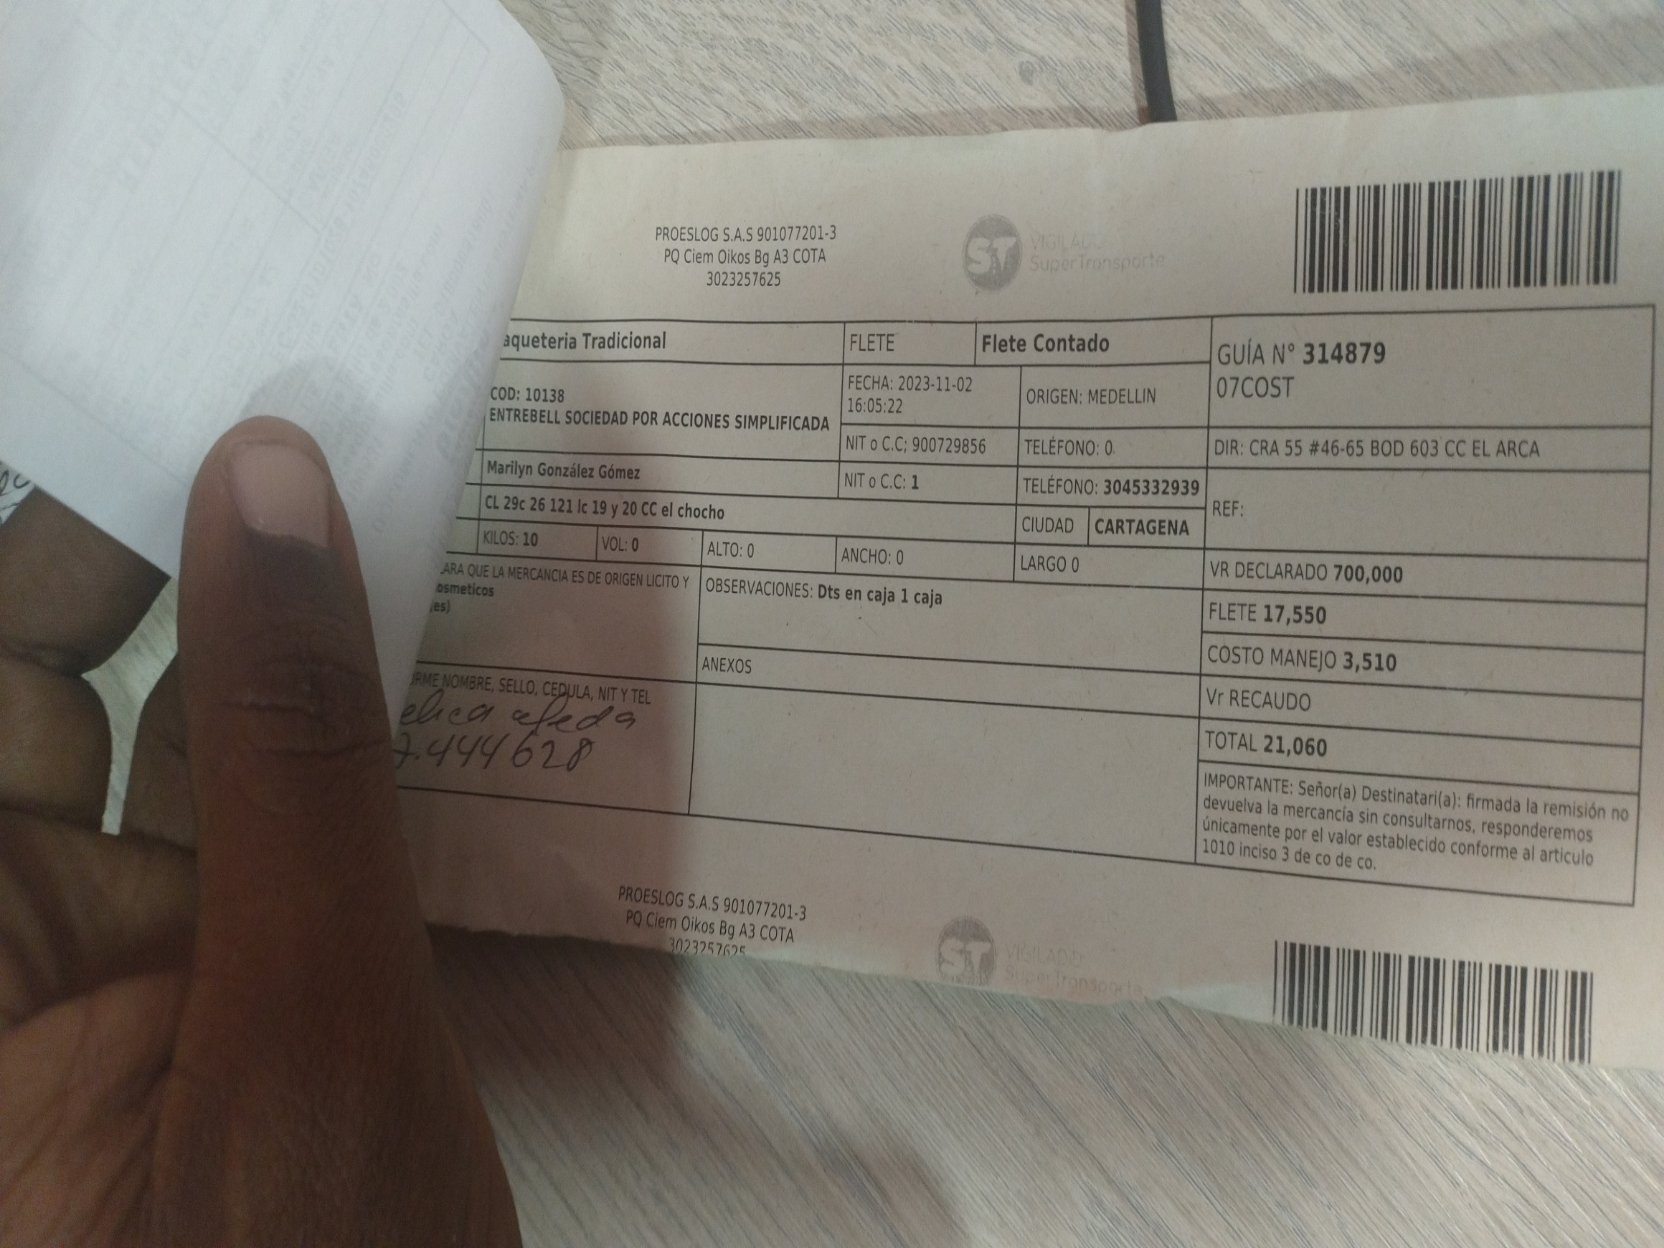 PROESLOG S.A.S 901077201-3
PQ Ciem Oikos Bg A3 COTA
3023257625
ST
VIGILADO
SuperTransporte
aqueteria Tradicional
FLETE
Flete Contado
GUÍA N° 314879
07COST
COD: 10138
ENTREBELL SOCIEDAD POR ACCIONES SIMPLIFICADA
FECHA: 2023-11-02
16:05:22
ORIGEN: MEDELLIN
NIT o C.C; 900729856
TELÉFONO: 0
DIR: CRA 55 #46-65 BOD 603 CC EL ARCA
Marilyn González Gómez
NIT o C.C: 1
TELÉFONO: 3045332939
REF:
CL 29c 26 121 lc 19 y 20 CC el chocho
CIUDAD
CARTAGENA
KILOS: 10
VOL: 0
ALTO: 0
ANCHO: 0
LARGO 0
VR DECLARADO 700,000
ARA QUE LA MERCANCIA ES DE ORIGEN LICITO Y
osmeticos
es)
OBSERVACIONES: Dts en caja 1 caja
FLETE 17,550
COSTO MANEJO 3,510
ANEXOS
Vr RECAUDO
RME NOMBRE, SELLO, CEDULA, NIT Y TEL
7.444628
TOTAL 21,060
IMPORTANTE: Señor(a) Destinatari(a): firmada la remisión no
devuelva la mercancía sin consultarnos, responderemos
únicamente por el valor establecido conforme al articulo
1010 inciso 3 de co de co.
PROESLOG S.A.S 901077201-3
PQ Ciem Oikos Bg A3 COTA
3023257625
ST
VIGILADO
SuperTransporte